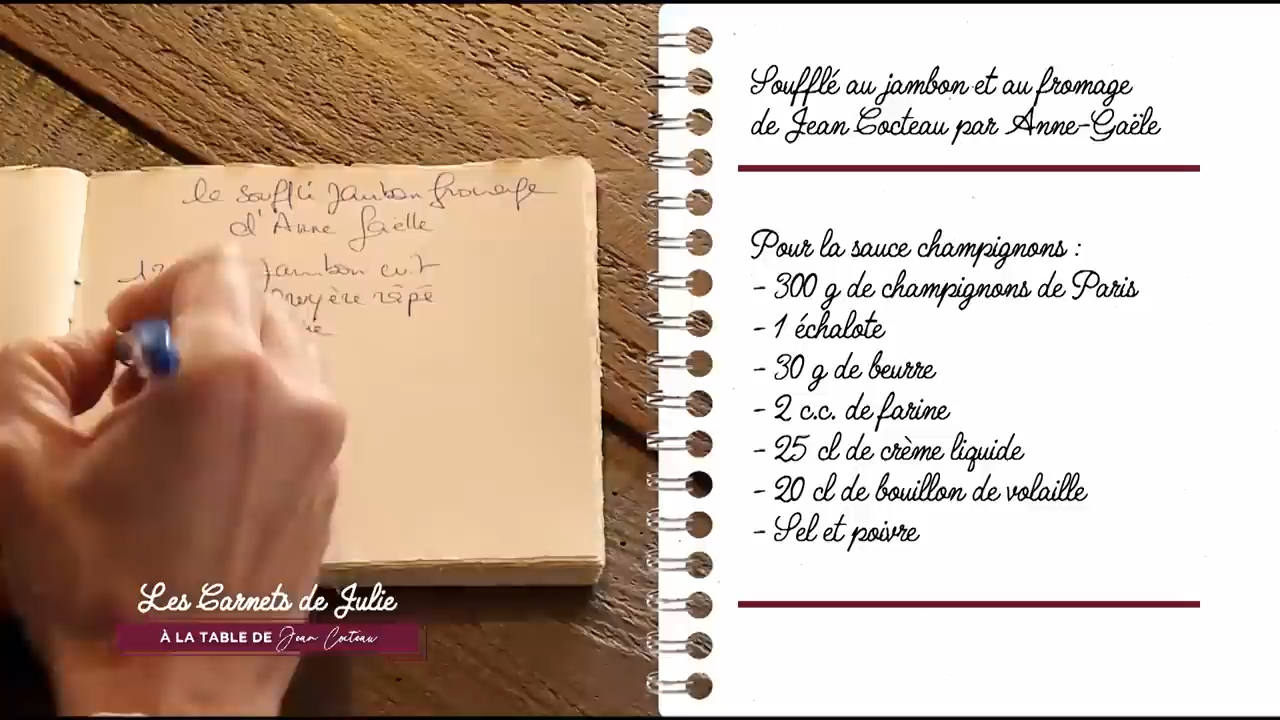 le soufflé Jambon fromage
d'Anne Gaëlle
Jambon cuit
râpé
Les Carnets de Julie
À LA TABLE DE Jean Cocteau
Soufflé au jambon et au fromage
de Jean Cocteau par Anne-Gaële
Pour la sauce champignons :
- 300 g de champignons de Paris
- 1 échalote
- 30 g de beurre
- 2 c.c. de farine
- 25 cl de crème liquide
- 20 cl de bouillon de volaille
- Sel et poivre